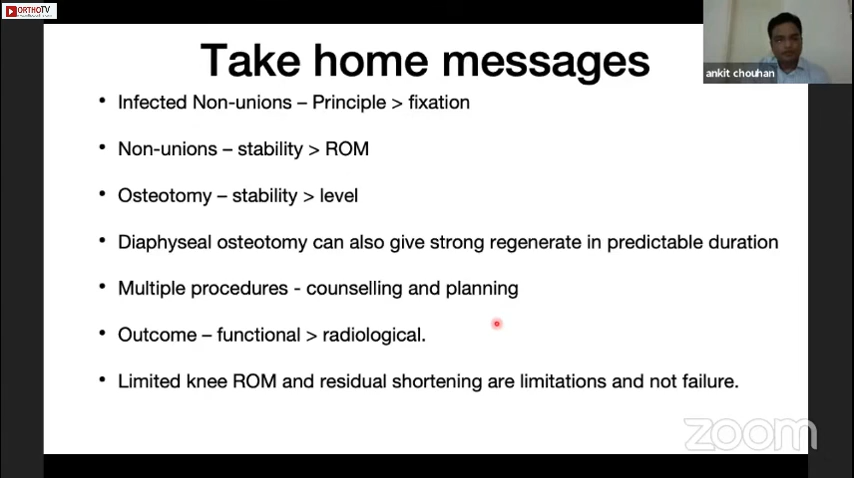 ORTHOTV
ankit chouhan
Take home messages
• Infected Non-unions – Principle > fixation
• Non-unions – stability > ROM
• Osteotomy – stability > level
• Diaphyseal osteotomy can also give strong regenerate in predictable duration
• Multiple procedures - counselling and planning
• Outcome – functional > radiological.
• Limited knee ROM and residual shortening are limitations and not failure.
zoom